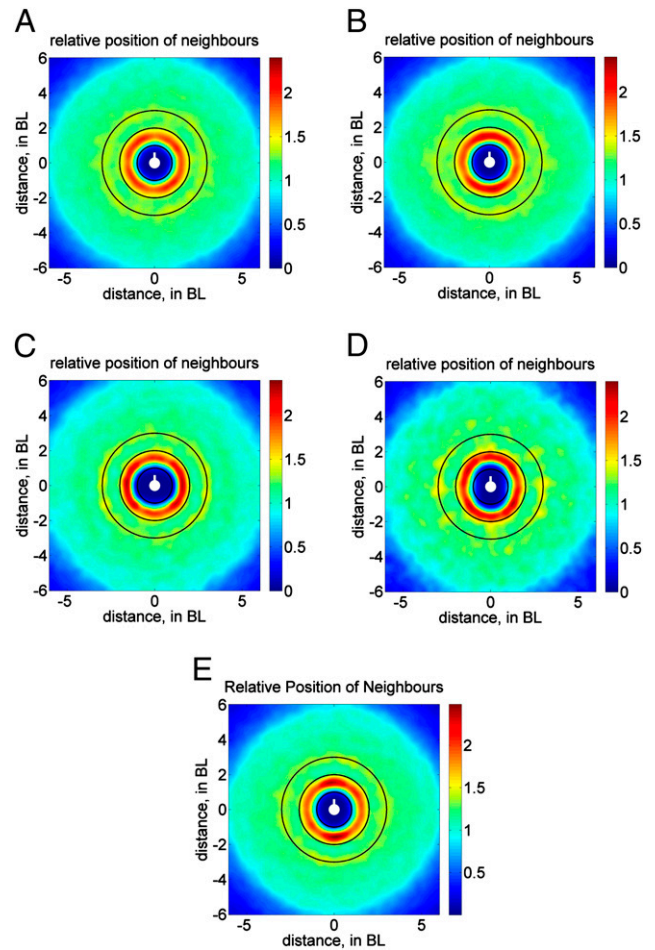 A
relative position of neighbours
6
4
2
0
-2
-4
-6
distance, in BL
-5 0 5
distance, in BL
2
1.5
1
0.5
0
B
relative position of neighbours
6
4
2
0
-2
-4
-6
distance, in BL
-5 0 5
distance, in BL
2
1.5
1
0.5
0
C
relative position of neighbours
6
4
2
0
-2
-4
-6
distance, in BL
-5 0 5
distance, in BL
2
1.5
1
0.5
0
D
relative position of neighbours
6
4
2
0
-2
-4
-6
distance, in BL
-5 0 5
distance, in BL
2
1.5
1
0.5
0
E
Relative Position of Neighbours
6
4
2
0
-2
-4
-6
distance, in BL
-5 0 5
distance, in BL
2
1.5
1
0.5